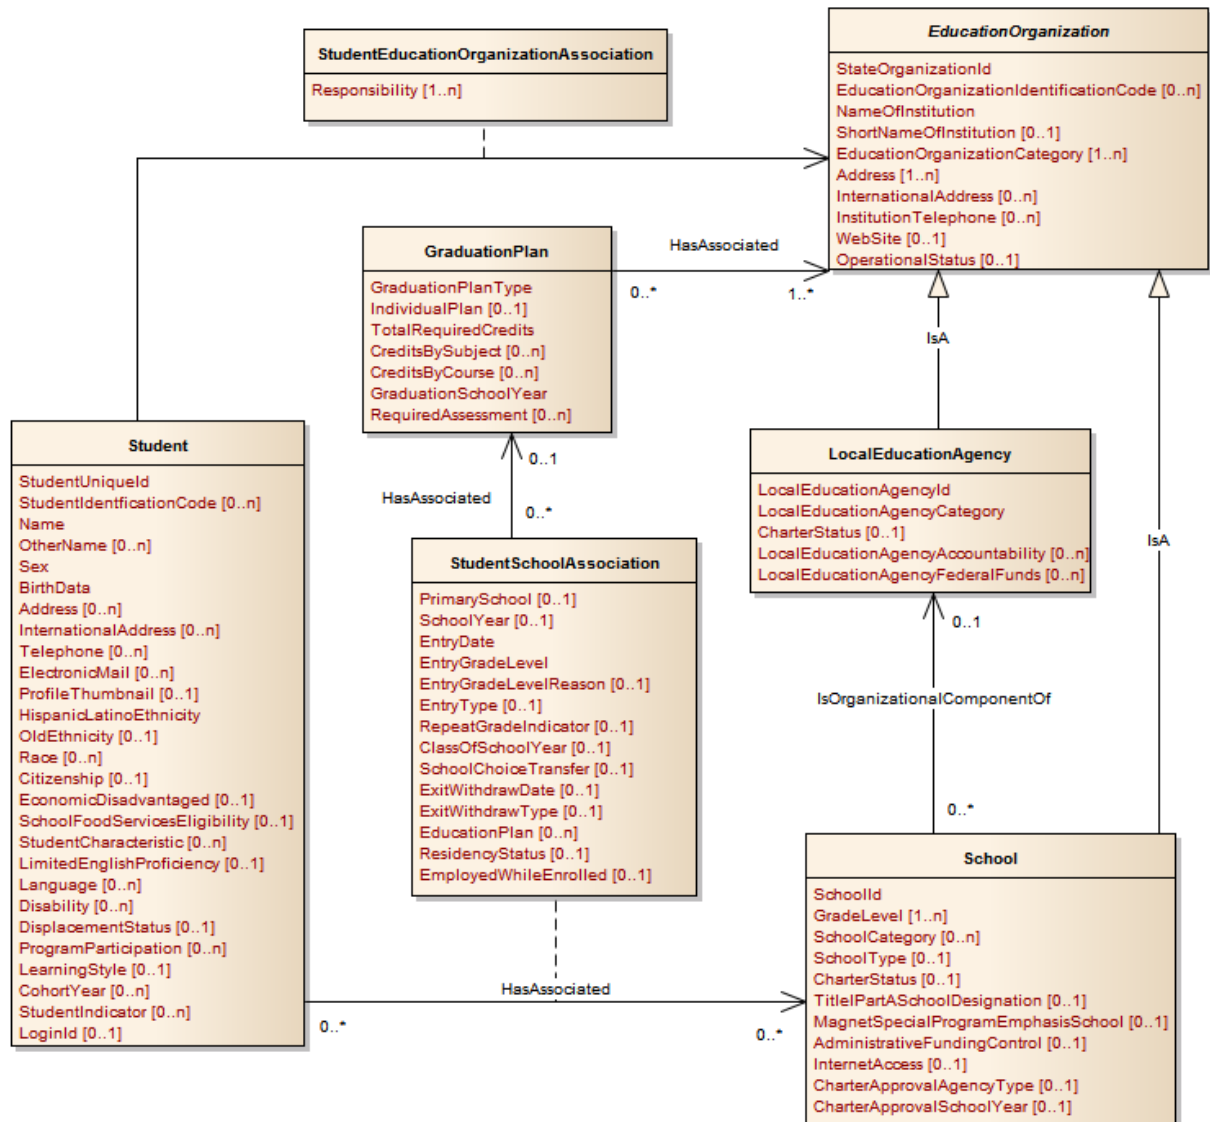 StudentEducationOrganizationAssociation
Responsibility [1..n]
EducationOrganization
StateOrganizationId
EducationOrganizationIdentificationCode [0..n]
NameOfInstitution
ShortNameOfInstitution [0..1]
EducationOrganizationCategory [1..n]
Address [1..n]
InternationalAddress [0..n]
InstitutionTelephone [0..n]
WebSite [0..1]
OperationalStatus [0..1]
GraduationPlan
GraduationPlanType
IndividualPlan [0..1]
TotalRequiredCredits
CreditsBySubject [0..n]
CreditsByCourse [0..n]
GraduationSchoolYear
RequiredAssessment [0..n]
HasAssociated
0..*
1..*
IsA
IsA
Student
StudentUniqueId
StudentIdentficationCode [0..n]
Name
OtherName [0..n]
Sex
BirthData
Address [0..n]
InternationalAddress [0..n]
Telephone [0..n]
ElectronicMail [0..n]
ProfileThumbnail [0..1]
HispanicLatinoEthnicity
OldEthnicity [0..1]
Race [0..n]
Citizenship [0..1]
EconomicDisadvantaged [0..1]
SchoolFoodServicesEligibility [0..1]
StudentCharacteristic [0..n]
LimitedEnglishProficiency [0..1]
Language [0..n]
Disability [0..n]
DisplacementStatus [0..1]
ProgramParticipation [0..n]
LearningStyle [0..1]
CohortYear [0..n]
StudentIndicator [0..n]
LoginId [0..1]
0..1
HasAssociated
0..*
StudentSchoolAssociation
PrimarySchool [0..1]
SchoolYear [0..1]
EntryDate
EntryGradeLevel
EntryGradeLevelReason [0..1]
EntryType [0..1]
RepeatGradeIndicator [0..1]
ClassOfSchoolYear [0..1]
SchoolChoiceTransfer [0..1]
ExitWithdrawDate [0..1]
ExitWithdrawType [0..1]
EducationPlan [0..n]
ResidencyStatus [0..1]
EmployedWhileEnrolled [0..1]
LocalEducationAgency
LocalEducationAgencyId
LocalEducationAgencyCategory
CharterStatus [0..1]
LocalEducationAgencyAccountability [0..n]
LocalEducationAgencyFederalFunds [0..n]
0..1
IsOrganizationalComponentOf
0..*
HasAssociated
0..*
0..*
School
SchoolId
GradeLevel [1..n]
SchoolCategory [0..n]
SchoolType [0..1]
CharterStatus [0..1]
TitleIPartASchoolDesignation [0..1]
MagnetSpecialProgramEmphasisSchool [0..1]
AdministrativeFundingControl [0..1]
InternetAccess [0..1]
CharterApprovalAgencyType [0..1]
CharterApprovalSchoolYear [0..1]